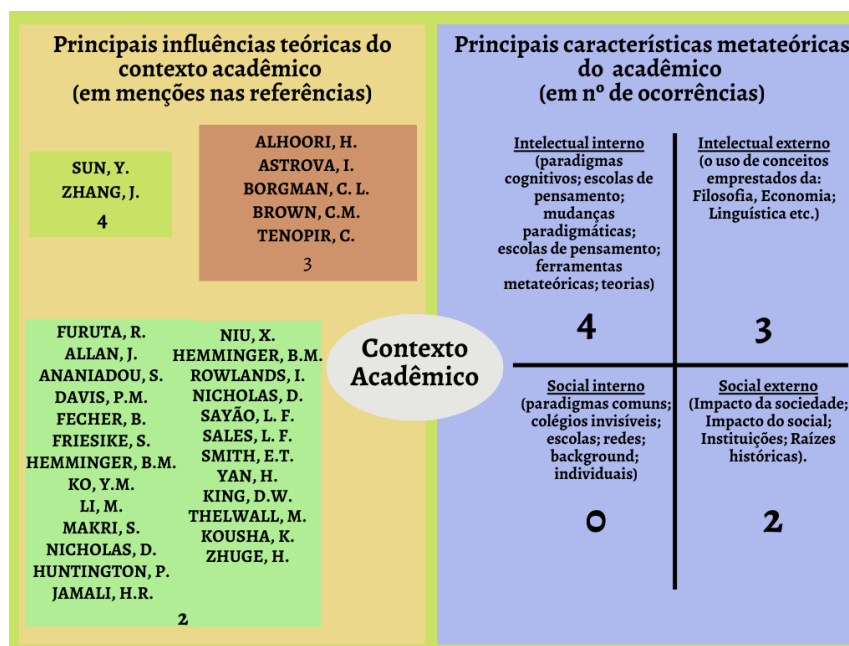 Principais influências teóricas do
contexto acadêmico
(em menções nas referências)
SUN, Y.
ZHANG, J.
4
ALHOORI, H.
ASTROVA, I.
BORGMAN, C. L.
BROWN, C.M.
TENOPIR, C.
3
FURUTA, R.
ALLAN, J.
ANANIADOU, S.
DAVIS, P.M.
FECHER, B.
FRIESIKE, S.
HEMMINGER, B.M.
KO, Y.M.
LI, M.
MAKRI, S.
NICHOLAS, D.
HUNTINGTON, P.
JAMALI, H.R.
NIU, X.
HEMMINGER, B.M.
ROWLANDS, I.
NICHOLAS, D.
SAYÃO, L. F.
SALES, L. F.
SMITH, E.T.
YAN, H.
KING, D.W.
THELWALL, M.
KOUSHA, K.
ZHUGE, H.
2
Contexto
Acadêmico
Principais características metateóricas
do acadêmico
(em nº de ocorrências)
Intelectual interno
(paradigmas
cognitivos; escolas de
pensamento;
mudanças
paradigmáticas;
escolas de pensamento;
ferramentas
metateóricas; teorias)
4
Intelectual externo
(o uso de conceitos
emprestados da:
Filosofia, Economia;
Linguística etc.)
3
Social interno
(paradigmas comuns;
colégios invisíveis;
escolas; redes;
background;
individuais)
0
Social externo
(Impacto da sociedade;
Impacto do social;
Instituições; Raízes
históricas).
2